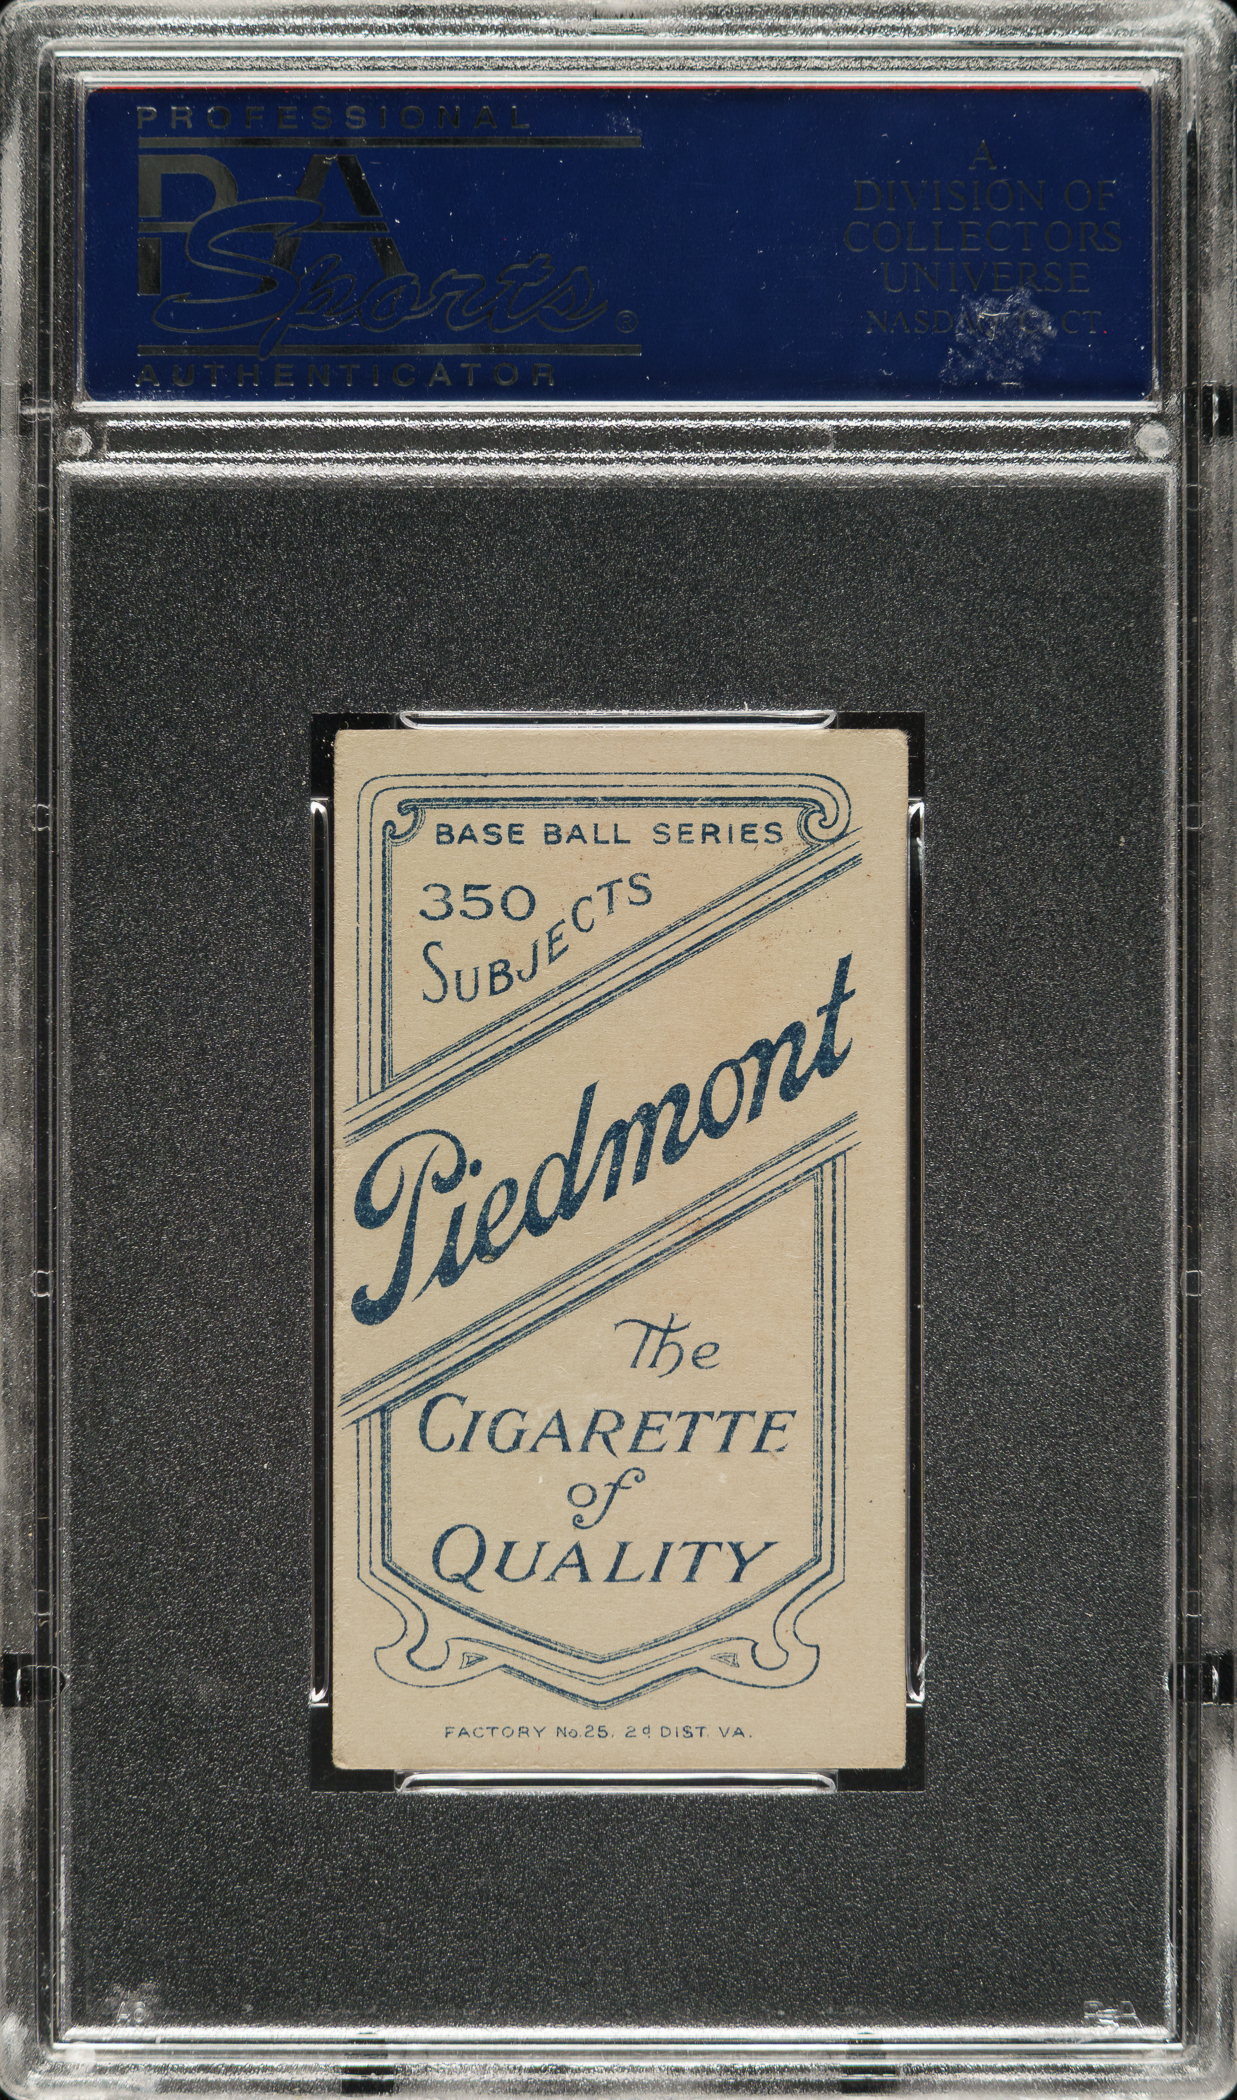 PROFESSIONAL
PSA
Sports®
AUTHENTICATOR
A
DIVISION OF
COLLECTORS
UNIVERSE
BASE BALL SERIES
350
SUBJECTS
Piedmont
The
CIGARETTE
of
QUALITY
FACTORY No. 25. 2d DIST. VA.
PSA